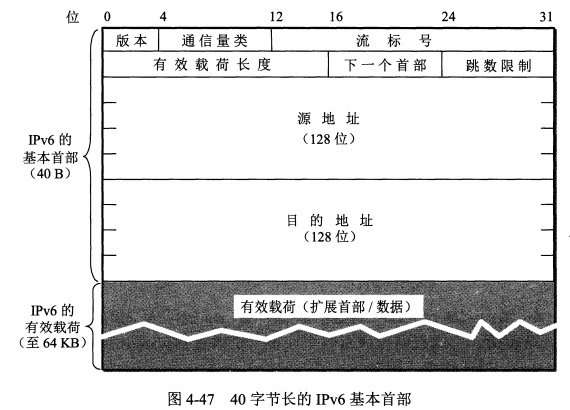 位 0 4 12 16 24 31
版本 通信量类 流标号
有效载荷长度 下一个首部 跳数限制
源地址
（128 位）
IPv6 的
基本首部
（40 B）
目的地址
（128 位）
IPv6 的
有效载荷
（至 64 KB）
有效载荷（扩展首部 / 数据）
图 4-47 40 字节长的 IPv6 基本首部